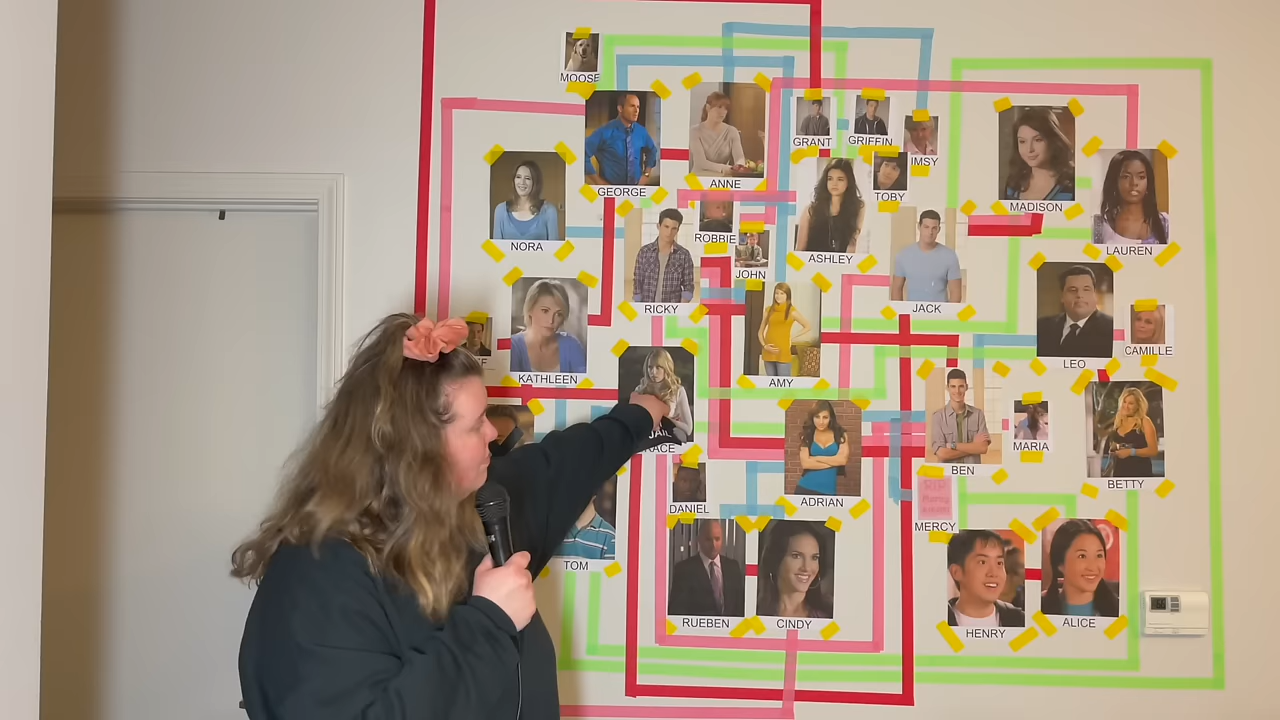 MOOSE
GEORGE
ANNE
GRANT
GRIFFIN
IMSY
TOBY
MADISON
LAUREN
NORA
ROBBIE
JOHN
ASHLEY
RICKY
JACK
LEO
CAMILLE
KATHLEEN
AMY
BEN
MARIA
BETTY
ADRIAN
DANIEL
MERCY
RIP
TOM
RUEBEN
CINDY
HENRY
ALICE